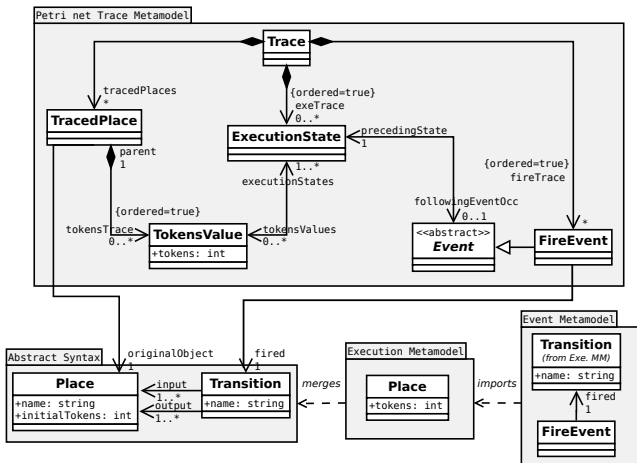 Petri net Trace Metamodel
Trace
tracedPlaces
*
{ordered=true}
exeTrace
0..*
TracedPlace
parent
1
ExecutionState
precedingState
1
1..*
executionStates
{ordered=true}
fireTrace
*
{ordered=true}
tokensTrace
0..*
TokensValue
+tokens: int
tokensValues
0..*
followingEventOcc
0..1
<<abstract>>
Event
FireEvent
Abstract Syntax
originalObject
1
fired
1
Place
+name: string
+initialTokens: int
input
1..*
output
1..*
Transition
+name: string
merges
Execution Metamodel
Place
+tokens: int
imports
Event Metamodel
Transition
(from Exe. MM)
+name: string
fired
1
FireEvent